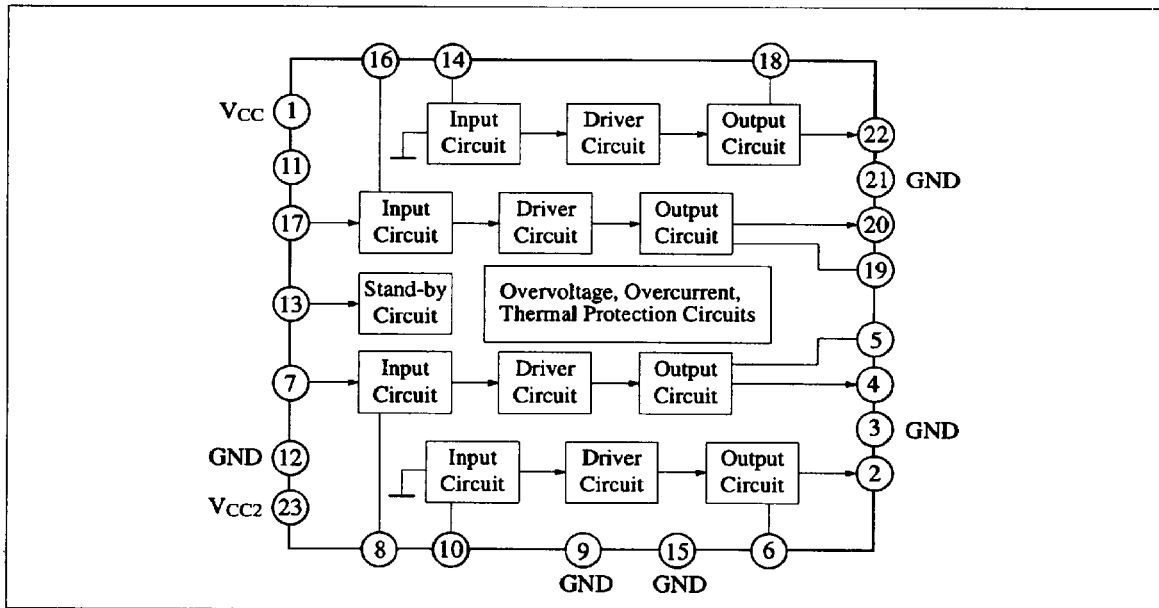 16 14 18
VCC 1
Input Circuit
Driver Circuit
Output Circuit
22
11
21 GND
17
Input Circuit
Driver Circuit
Output Circuit
20
19
13
Stand-by Circuit
Overvoltage, Overcurrent,
Thermal Protection Circuits
5
7
Input Circuit
Driver Circuit
Output Circuit
4
3 GND
GND 12
Input Circuit
Driver Circuit
Output Circuit
2
VCC2 23
8 10 9 15 6
GND GND